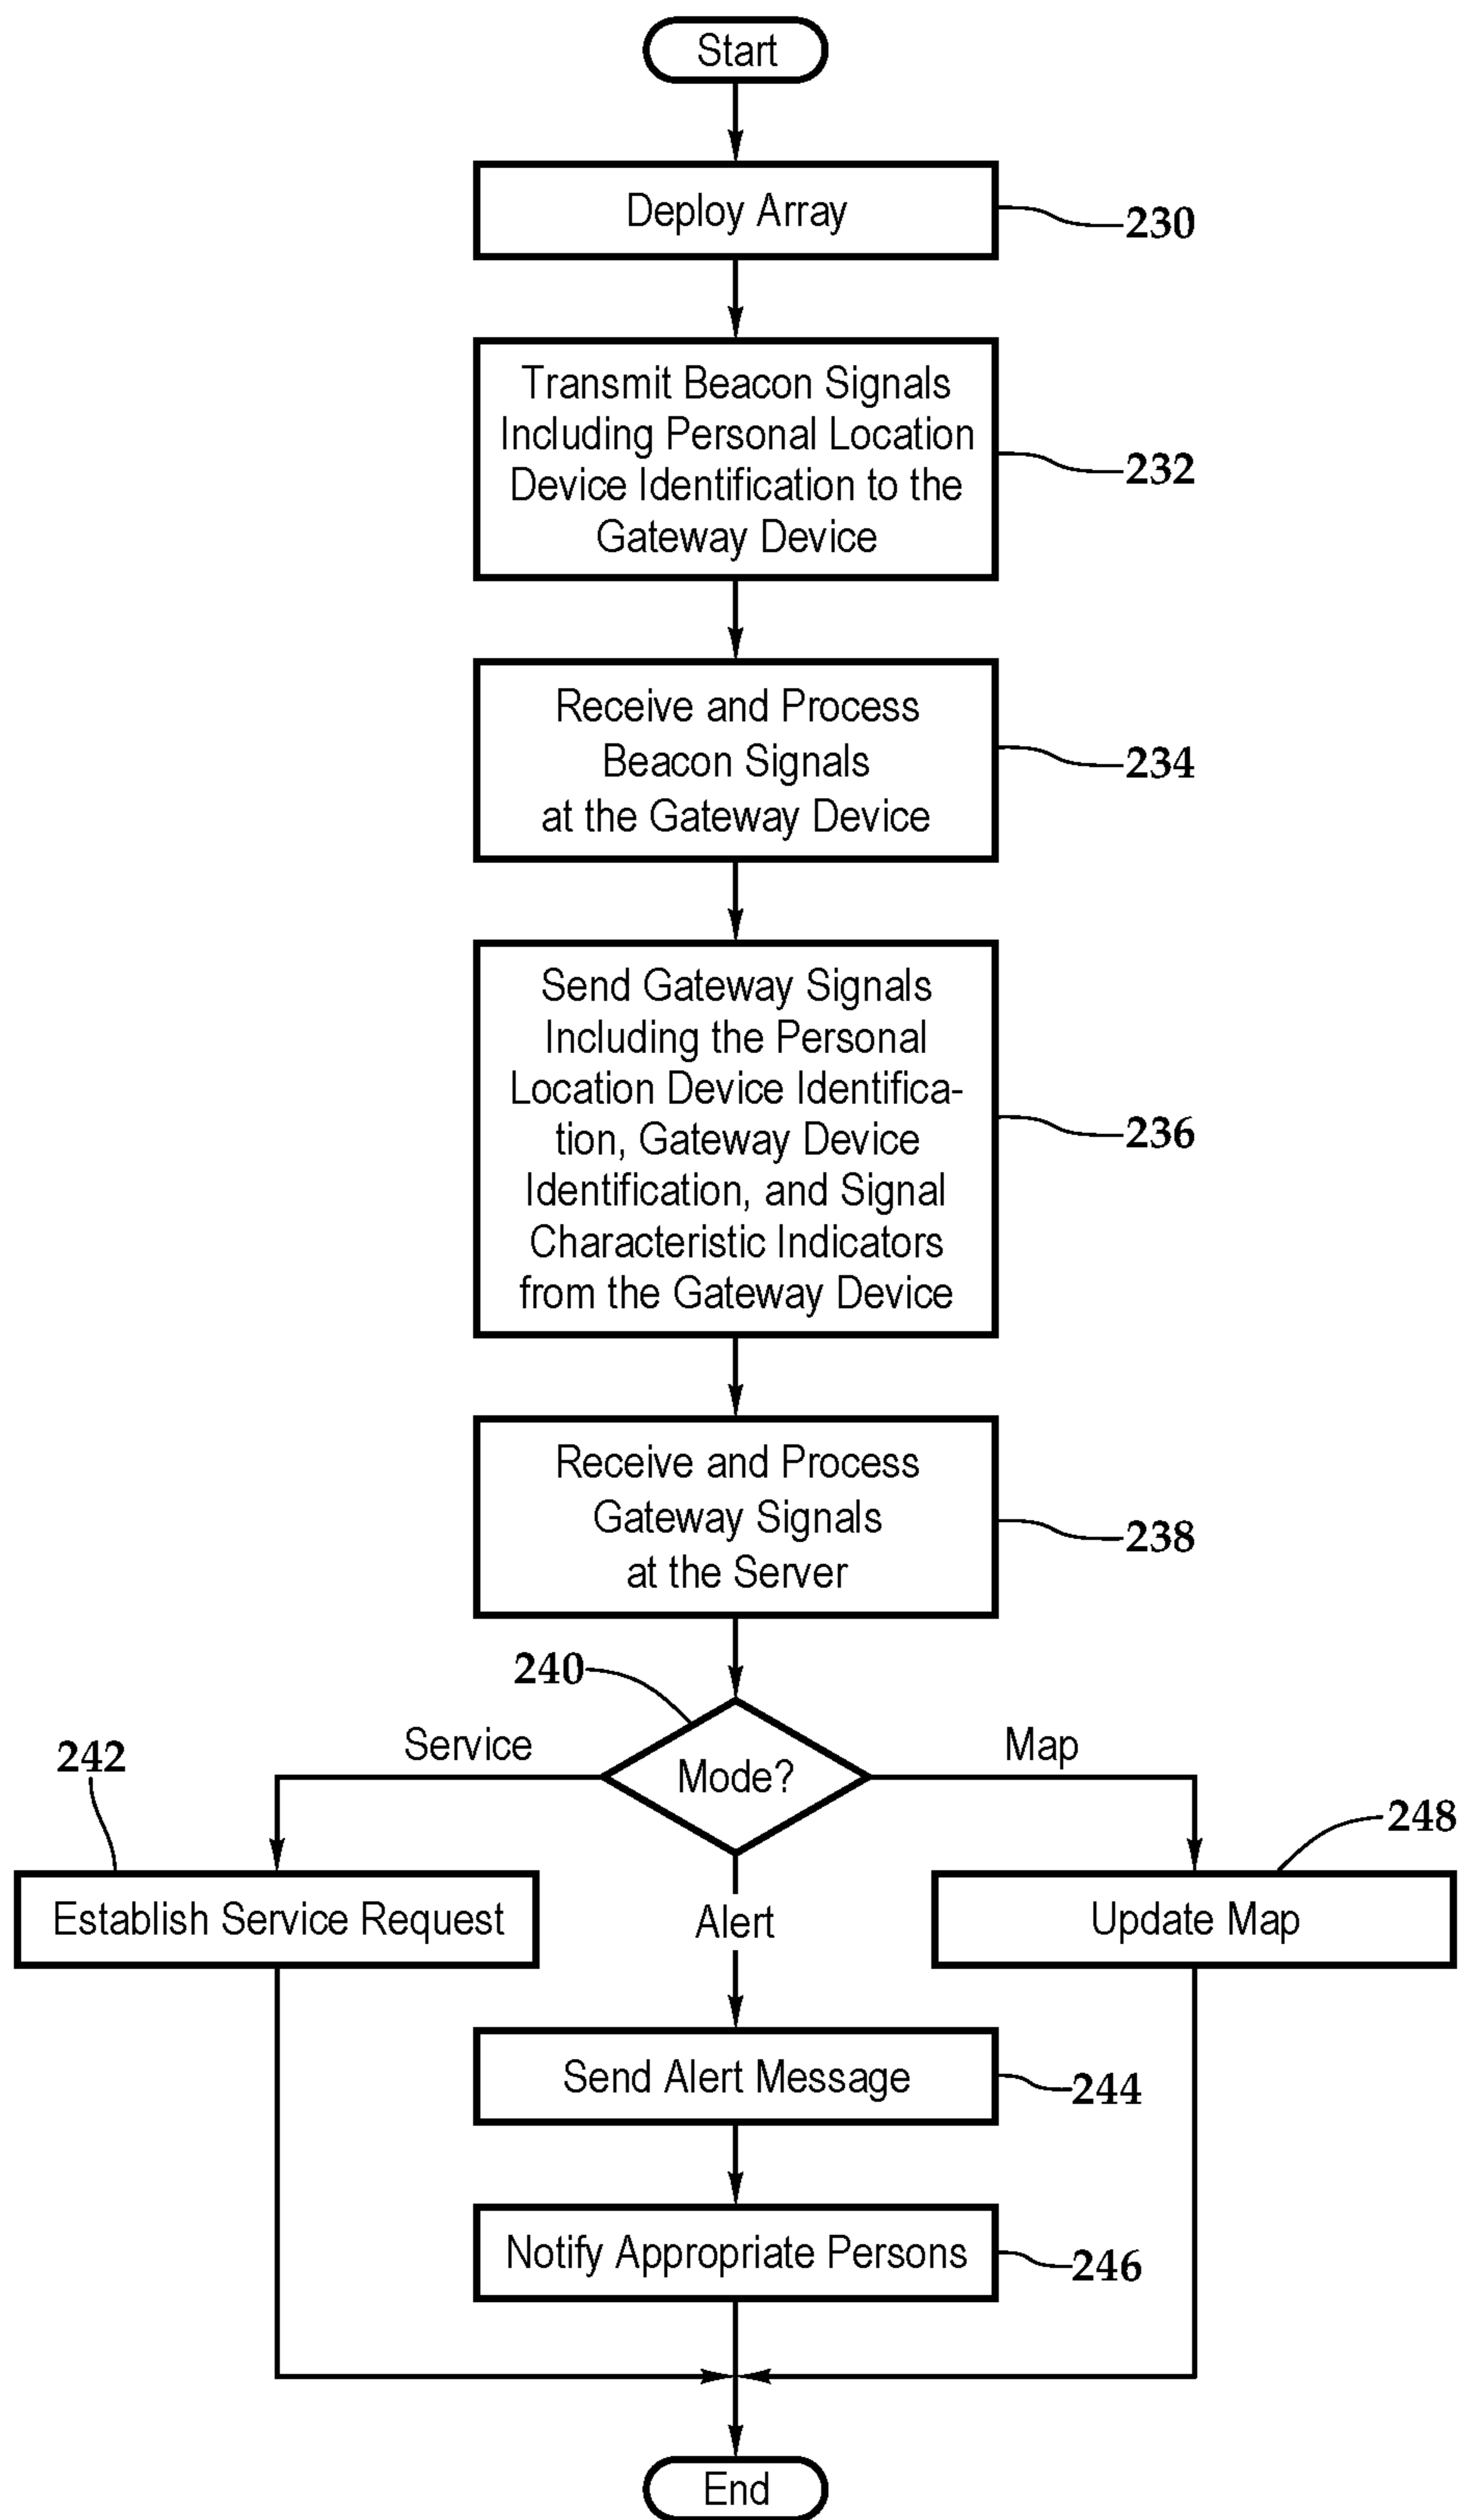 Start
Deploy Array
230
Transmit Beacon Signals
Including Personal Location
Device Identification to the
Gateway Device
232
Receive and Process
Beacon Signals
at the Gateway Device
234
Send Gateway Signals
Including the Personal
Location Device Identifica-
tion, Gateway Device
Identification, and Signal
Characteristic Indicators
from the Gateway Device
236
Receive and Process
Gateway Signals
at the Server
238
240
Mode?
Service
Map
242
Establish Service Request
Alert
248
Update Map
Send Alert Message
244
Notify Appropriate Persons
246
End